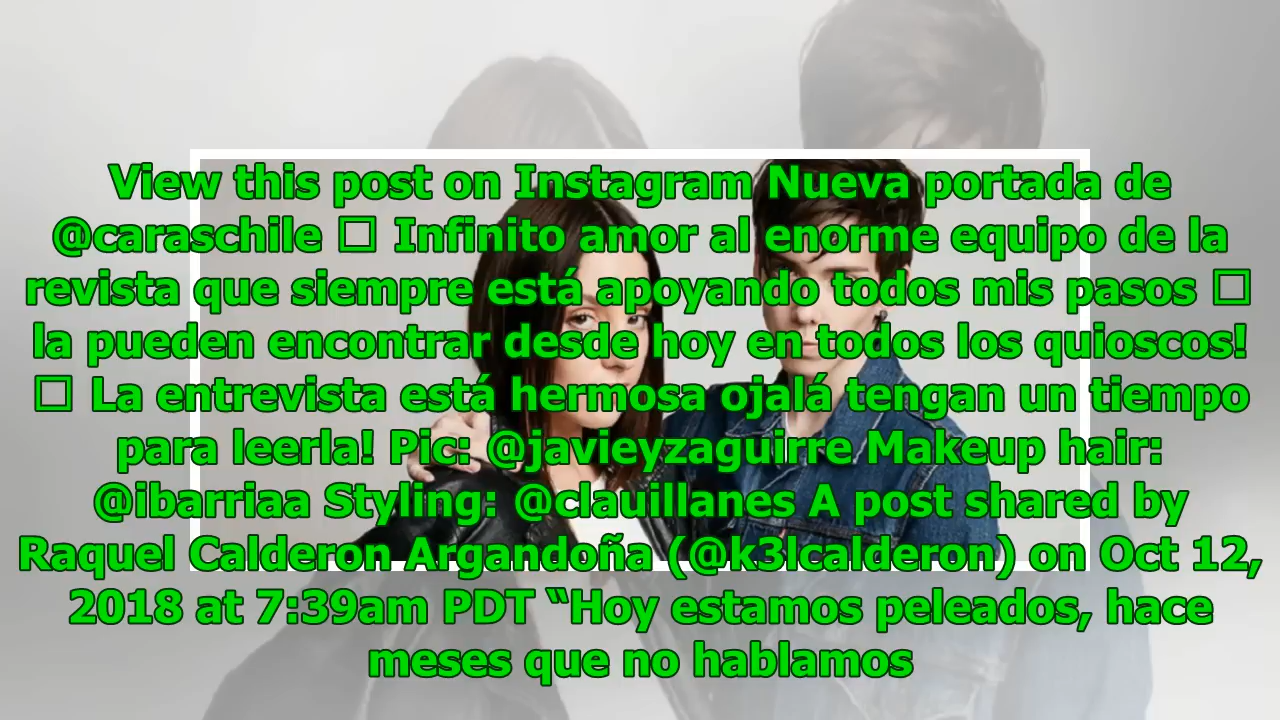 View this post on Instagram Nueva portada de
@caraschile □ Infinito amor al enorme equipo de la
revista que siempre está apoyando todos mis pasos □
la pueden encontrar desde hoy en todos los quioscos!
□ La entrevista está hermosa ojalá tengan un tiempo
para leerla! Pic: @javieyzaguirre Makeup hair:
@ibarriaa Styling: @clauillanes A post shared by
Raquel Calderon Argandoña (@k3lcalderon) on Oct 12,
2018 at 7:39am PDT “Hoy estamos peleados, hace
meses que no hablamos